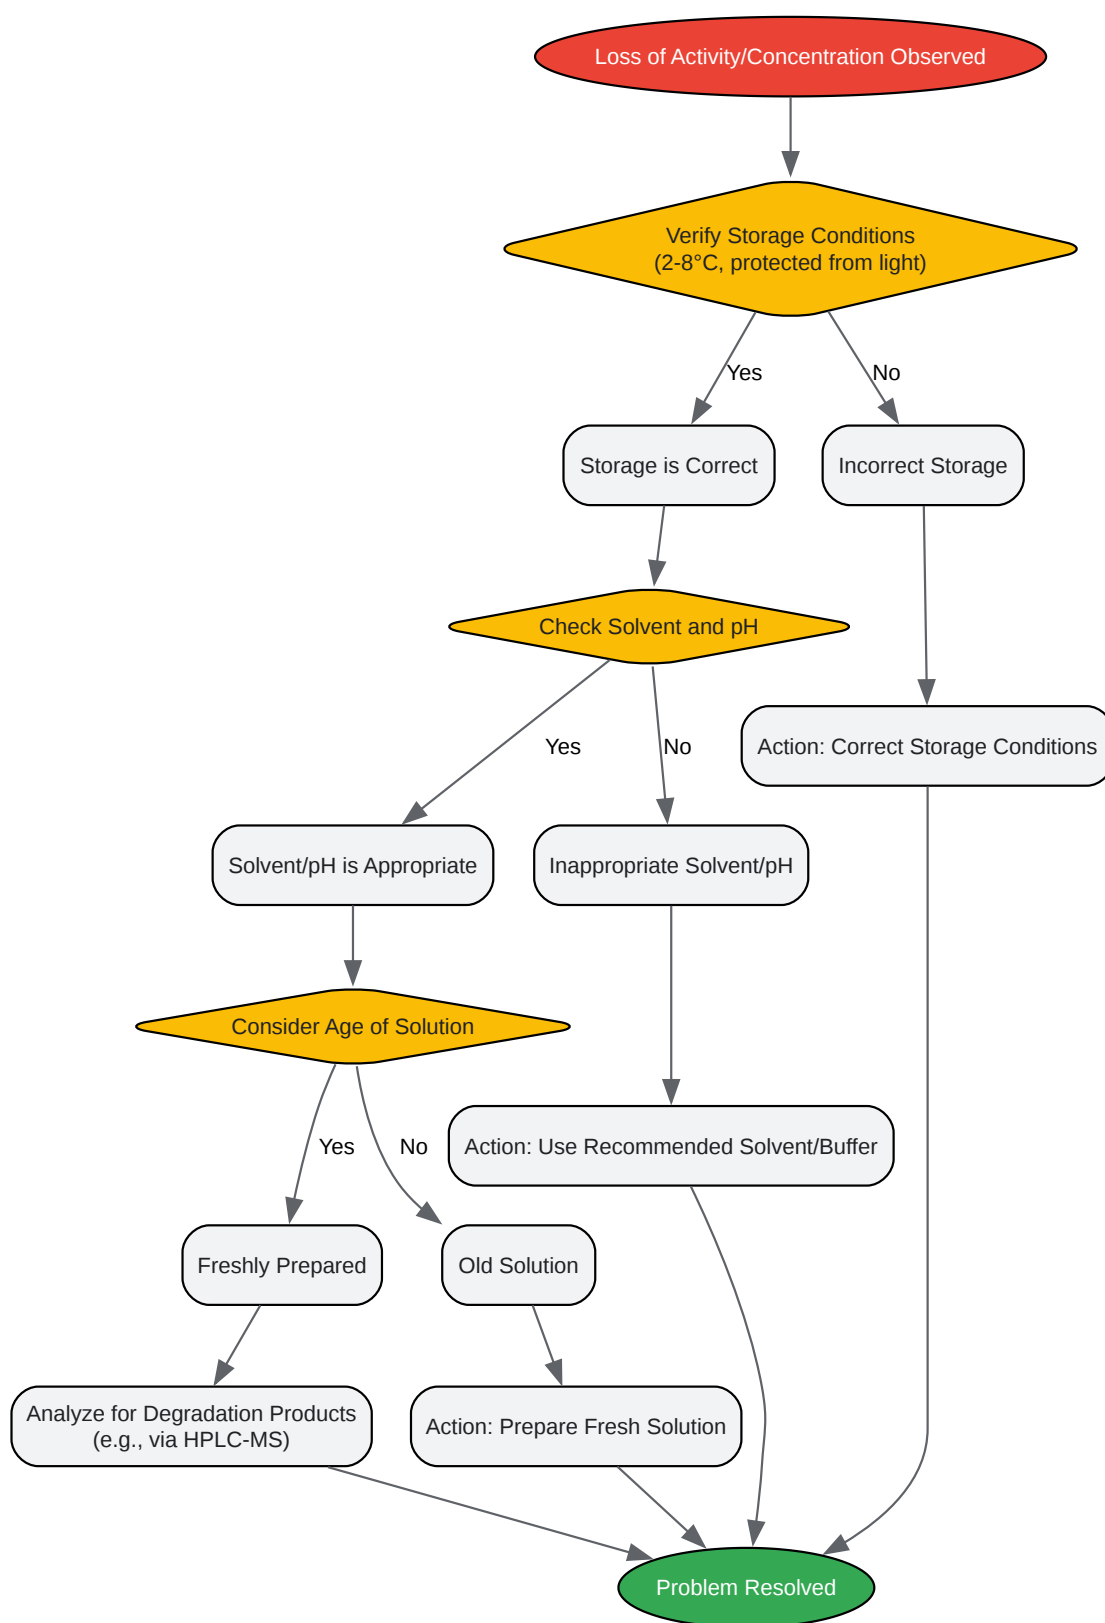 Loss of Activity/Concentration Observed
Verify Storage Conditions
(2-8°C, protected from light)
Yes
No
Storage is Correct
Incorrect Storage
Check Solvent and pH
Yes
No
Action: Correct Storage Conditions
Solvent/pH is Appropriate
Inappropriate Solvent/pH
Consider Age of Solution
Yes
No
Action: Use Recommended Solvent/Buffer
Freshly Prepared
Old Solution
Analyze for Degradation Products
(e.g., via HPLC-MS)
Action: Prepare Fresh Solution
Problem Resolved